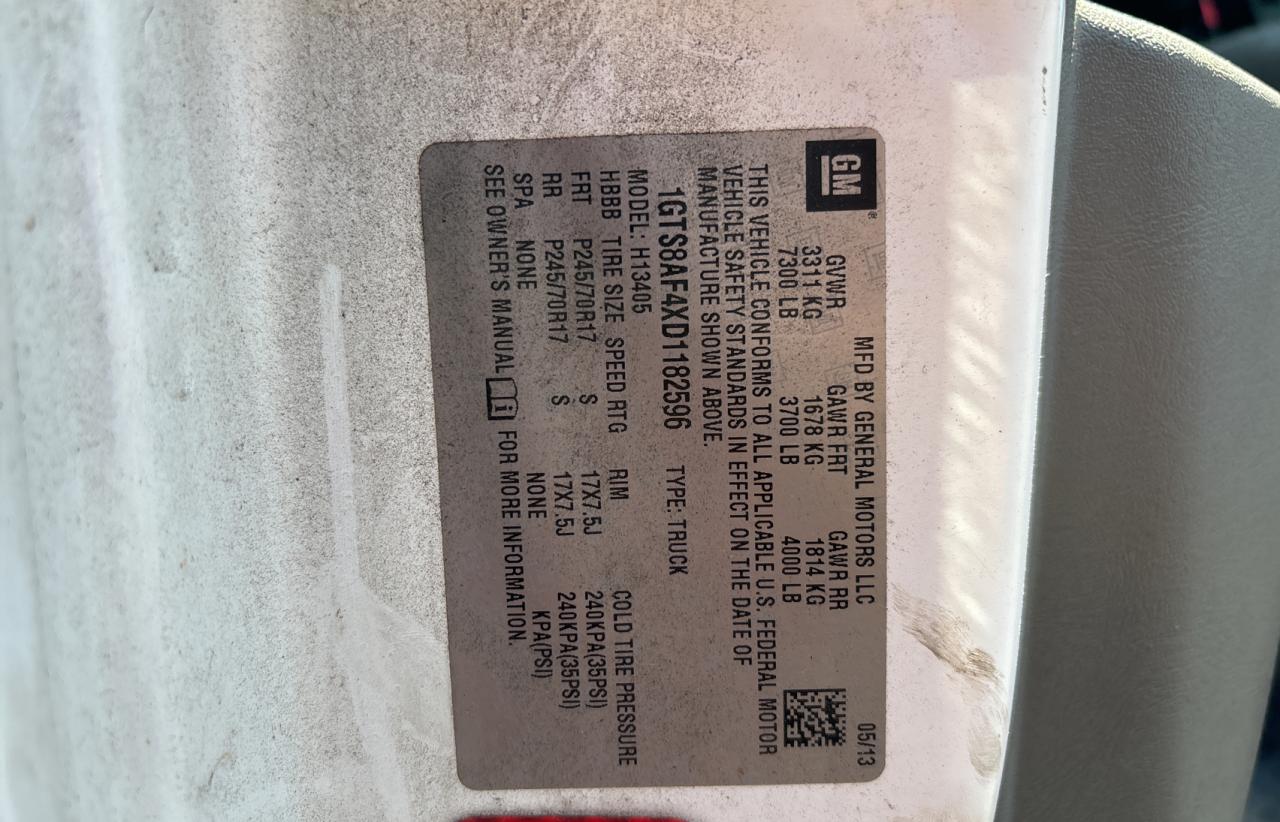 GM®
MFD BY GENERAL MOTORS LLC 05/13
GVWR GAWR FRT GAWR RR
3311 KG 1678 KG 1814 KG
7300 LB 3700 LB 4000 LB
THIS VEHICLE CONFORMS TO ALL APPLICABLE U.S. FEDERAL MOTOR
VEHICLE SAFETY STANDARDS IN EFFECT ON THE DATE OF
MANUFACTURE SHOWN ABOVE.
1GTS8AF4XD1182596 TYPE: TRUCK
MODEL: H13405
HBBB TIRE SIZE SPEED RTG RIM COLD TIRE PRESSURE
FRT P245/70R17 S 17X7.5J 240KPA(35PSI)
RR P245/70R17 S 17X7.5J 240KPA(35PSI)
SPA NONE NONE KPA(PSI)
SEE OWNER'S MANUAL FOR MORE INFORMATION.